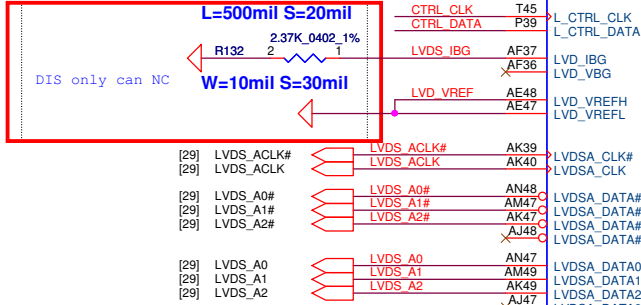 L=500mil S=20mil
CTRL_CLK T45 L_CTRL_CLK
CTRL_DATA P39 L_CTRL_DATA
2.37K_0402_1%
R132 2 1 LVDS_IBG AF37 LVD_IBG
AF36 LVD_VBG
DIS only can NC
W=10mil S=30mil
LVD_VREF AE48 LVD_VREFH
AE47 LVD_VREFL
[29] LVDS_ACLK# LVDS_ACLK# AK39 LVDSA_CLK#
[29] LVDS_ACLK LVDS_ACLK AK40 LVDSA_CLK
[29] LVDS_A0# LVDS_A0# AN48 LVDSA_DATA#
[29] LVDS_A1# LVDS_A1# AM47 LVDSA_DATA#
[29] LVDS_A2# LVDS_A2# AK47 LVDSA_DATA#
AJ48 LVDSA_DATA#
[29] LVDS_A0 LVDS_A0 AN47 LVDSA_DATA0
[29] LVDS_A1 LVDS_A1 AM49 LVDSA_DATA1
[29] LVDS_A2 LVDS_A2 AK49 LVDSA_DATA2
AJ47